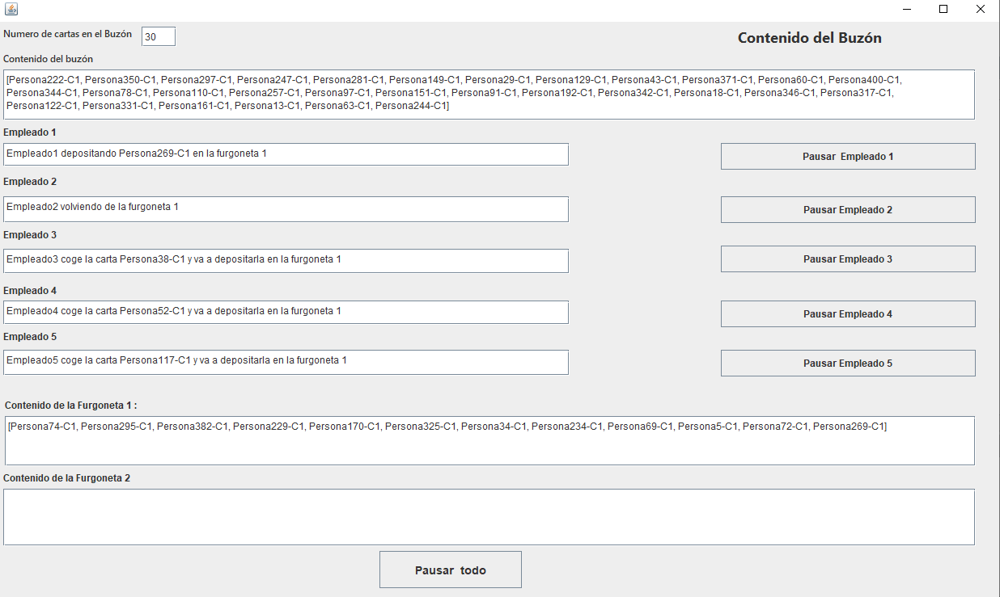 Numero de cartas en el Buzón 30 Contenido del Buzón
Contenido del buzón
[Persona222-C1, Persona350-C1, Persona297-C1, Persona247-C1, Persona281-C1, Persona149-C1, Persona29-C1, Persona129-C1, Persona43-C1, Persona371-C1, Persona60-C1, Persona400-C1,
Persona344-C1, Persona78-C1, Persona110-C1, Persona257-C1, Persona97-C1, Persona151-C1, Persona91-C1, Persona192-C1, Persona342-C1, Persona18-C1, Persona346-C1, Persona317-C1,
Persona122-C1, Persona331-C1, Persona161-C1, Persona13-C1, Persona63-C1, Persona244-C1]
Empleado 1
Empleado1 depositando Persona269-C1 en la furgoneta 1 Pausar Empleado 1
Empleado 2
Empleado2 volviendo de la furgoneta 1 Pausar Empleado 2
Empleado 3
Empleado3 coge la carta Persona38-C1 y va a depositarla en la furgoneta 1 Pausar Empleado 3
Empleado 4
Empleado4 coge la carta Persona52-C1 y va a depositarla en la furgoneta 1 Pausar Empleado 4
Empleado 5
Empleado5 coge la carta Persona117-C1 y va a depositarla en la furgoneta 1 Pausar Empleado 5
Contenido de la Furgoneta 1 :
[Persona74-C1, Persona295-C1, Persona382-C1, Persona229-C1, Persona170-C1, Persona325-C1, Persona34-C1, Persona234-C1, Persona69-C1, Persona5-C1, Persona72-C1, Persona269-C1]
Contenido de la Furgoneta 2
Pausar todo